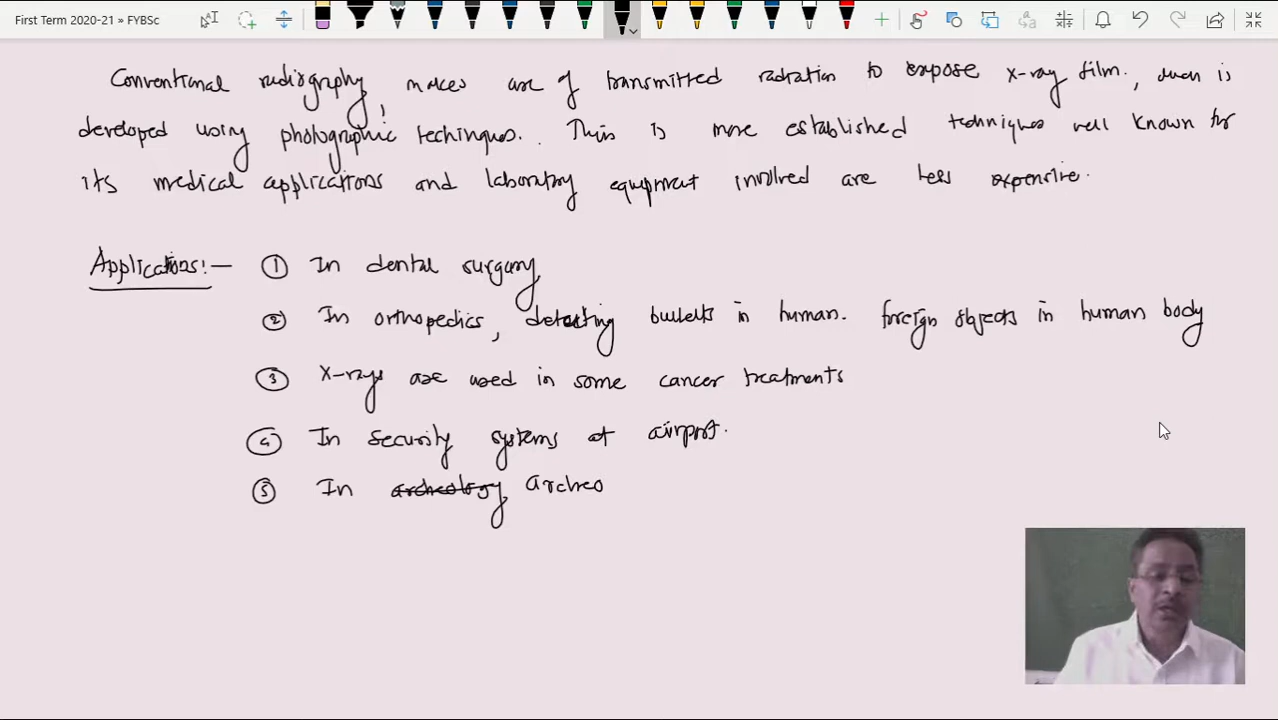 First Term 2020-21 » FYBSc
Conventional radiography, makes use of transmitted radiation to expose x-ray film., is
developed using photographic techinques. This is more established techniques well known for
its medical applications and laboratory equipment involved are less expensive.
Applications:- ① In dental surgary
② In orthopedics, detecting bullets in human. foreign objects in human body
③ X-rays are used in some cancer treatments
④ In security systems at airport.
⑤ In archeology Archeo